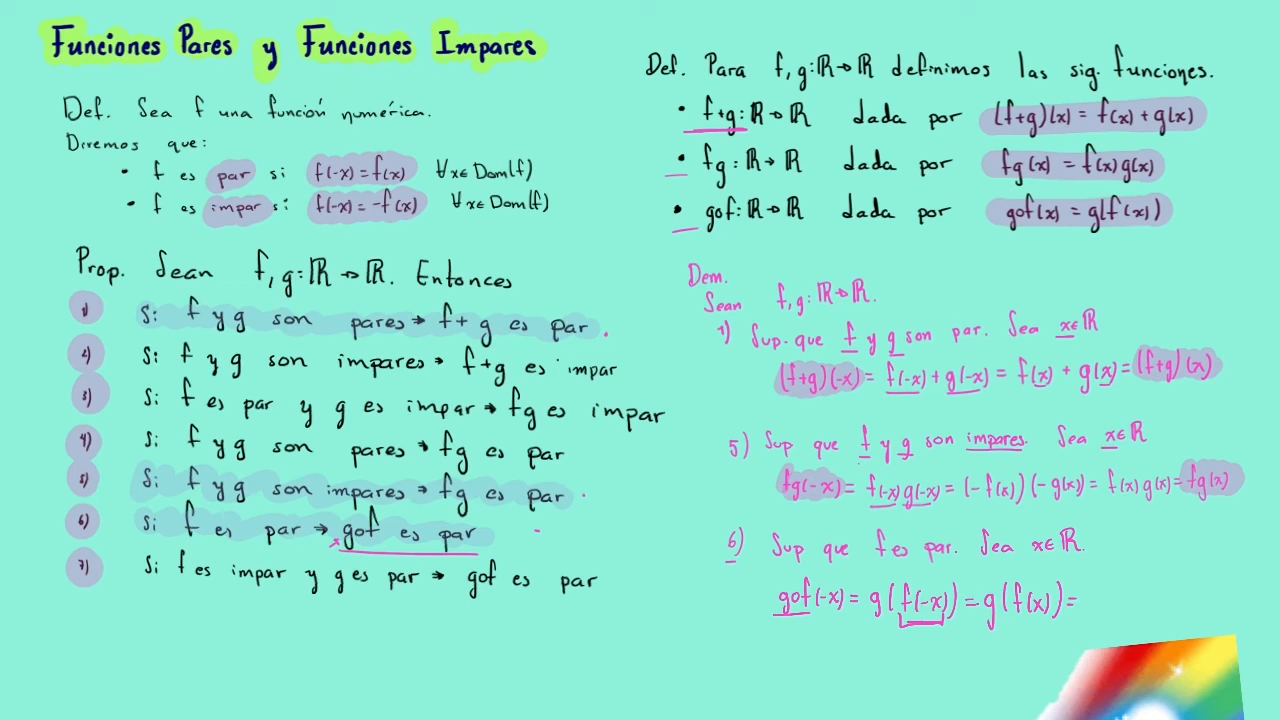 Funciones Pares y Funciones Impares
Def. Sea f una función numérica.
Diremos que:
• f es par si f(-x) = f(x) ∀x∈Dom(f)
• f es impar si f(-x) = -f(x) ∀x∈Dom(f)
Prop. Sean f, g: ℝ→ℝ. Entonces
1) Si f y g son pares → f+g es par.
2) Si f y g son impares → f+g es impar
3) Si f es par y g es impar → fg es impar
4) Si f y g son pares → fg es par
5) Si f y g son impares → fg es par
6) Si f es par → gof es par
7) Si f es impar y g es par → gof es par
Def. Para f, g: ℝ→ℝ definimos las sig. funciones.
• f+g: ℝ→ℝ dada por (f+g)(x) = f(x) + g(x)
• fg: ℝ→ℝ dada por fg(x) = f(x)g(x)
• gof: ℝ→ℝ dada por gof(x) = g(f(x))
Dem.
Sean f, g: ℝ→ℝ.
1) Sup. que f y g son par. Sea x∈ℝ
(f+g)(-x) = f(-x) + g(-x) = f(x) + g(x) = (f+g)(x)
5) Sup que f y g son impares. Sea x∈ℝ
fg(-x) = f(-x)g(-x) = (-f(x))(-g(x)) = f(x)g(x) = fg(x)
6) Sup que f es par. Sea x∈ℝ.
gof(-x) = g(f(-x)) = g(f(x)) =